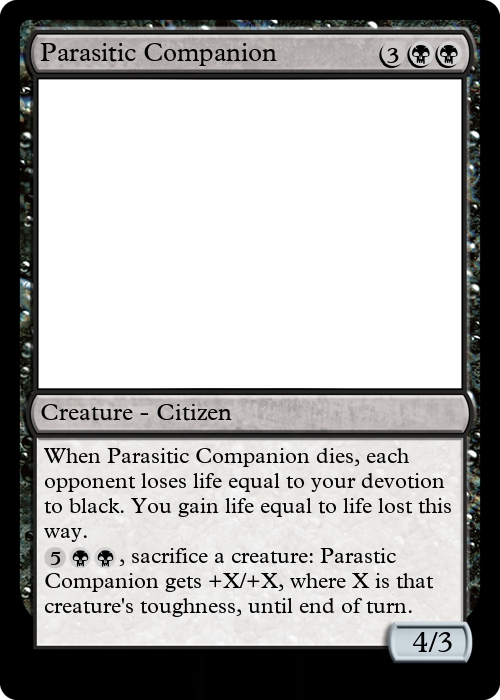 Parasitic Companion 3
Creature - Citizen
When Parasitic Companion dies, each
opponent loses life equal to your devotion
to black. You gain life equal to life lost this
way.
5 , sacrifice a creature: Parastic
Companion gets +X/+X, where X is that
creature's toughness, until end of turn.
4/3